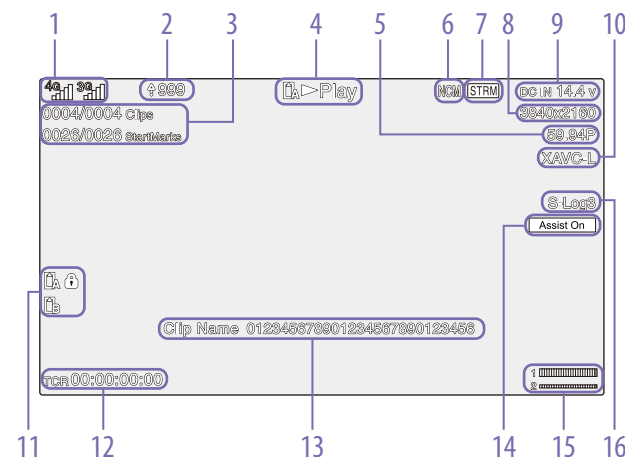 1 2 3 4 5 6 7 8 9 10
4G 3G 999 A Play NCM STRM DC IN 14.4 V
0004/0004 Clips 3840x2160
0026/0026 StartMarks 59.94P
XAVC-L
S-Log3
Assist On
A
B
Clip Name 012345678901234567890123456
TCR 00:00:00:00 1
2
11 12 13 14 15 16